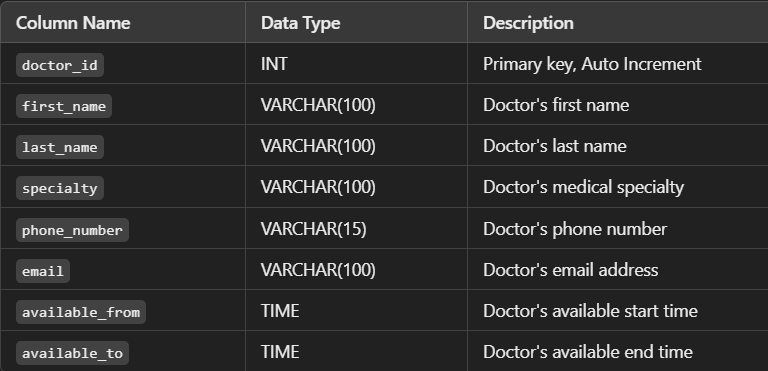 Column Name Data Type Description
doctor_id INT Primary key, Auto Increment
first_name VARCHAR(100) Doctor's first name
last_name VARCHAR(100) Doctor's last name
specialty VARCHAR(100) Doctor's medical specialty
phone_number VARCHAR(15) Doctor's phone number
email VARCHAR(100) Doctor's email address
available_from TIME Doctor's available start time
available_to TIME Doctor's available end time